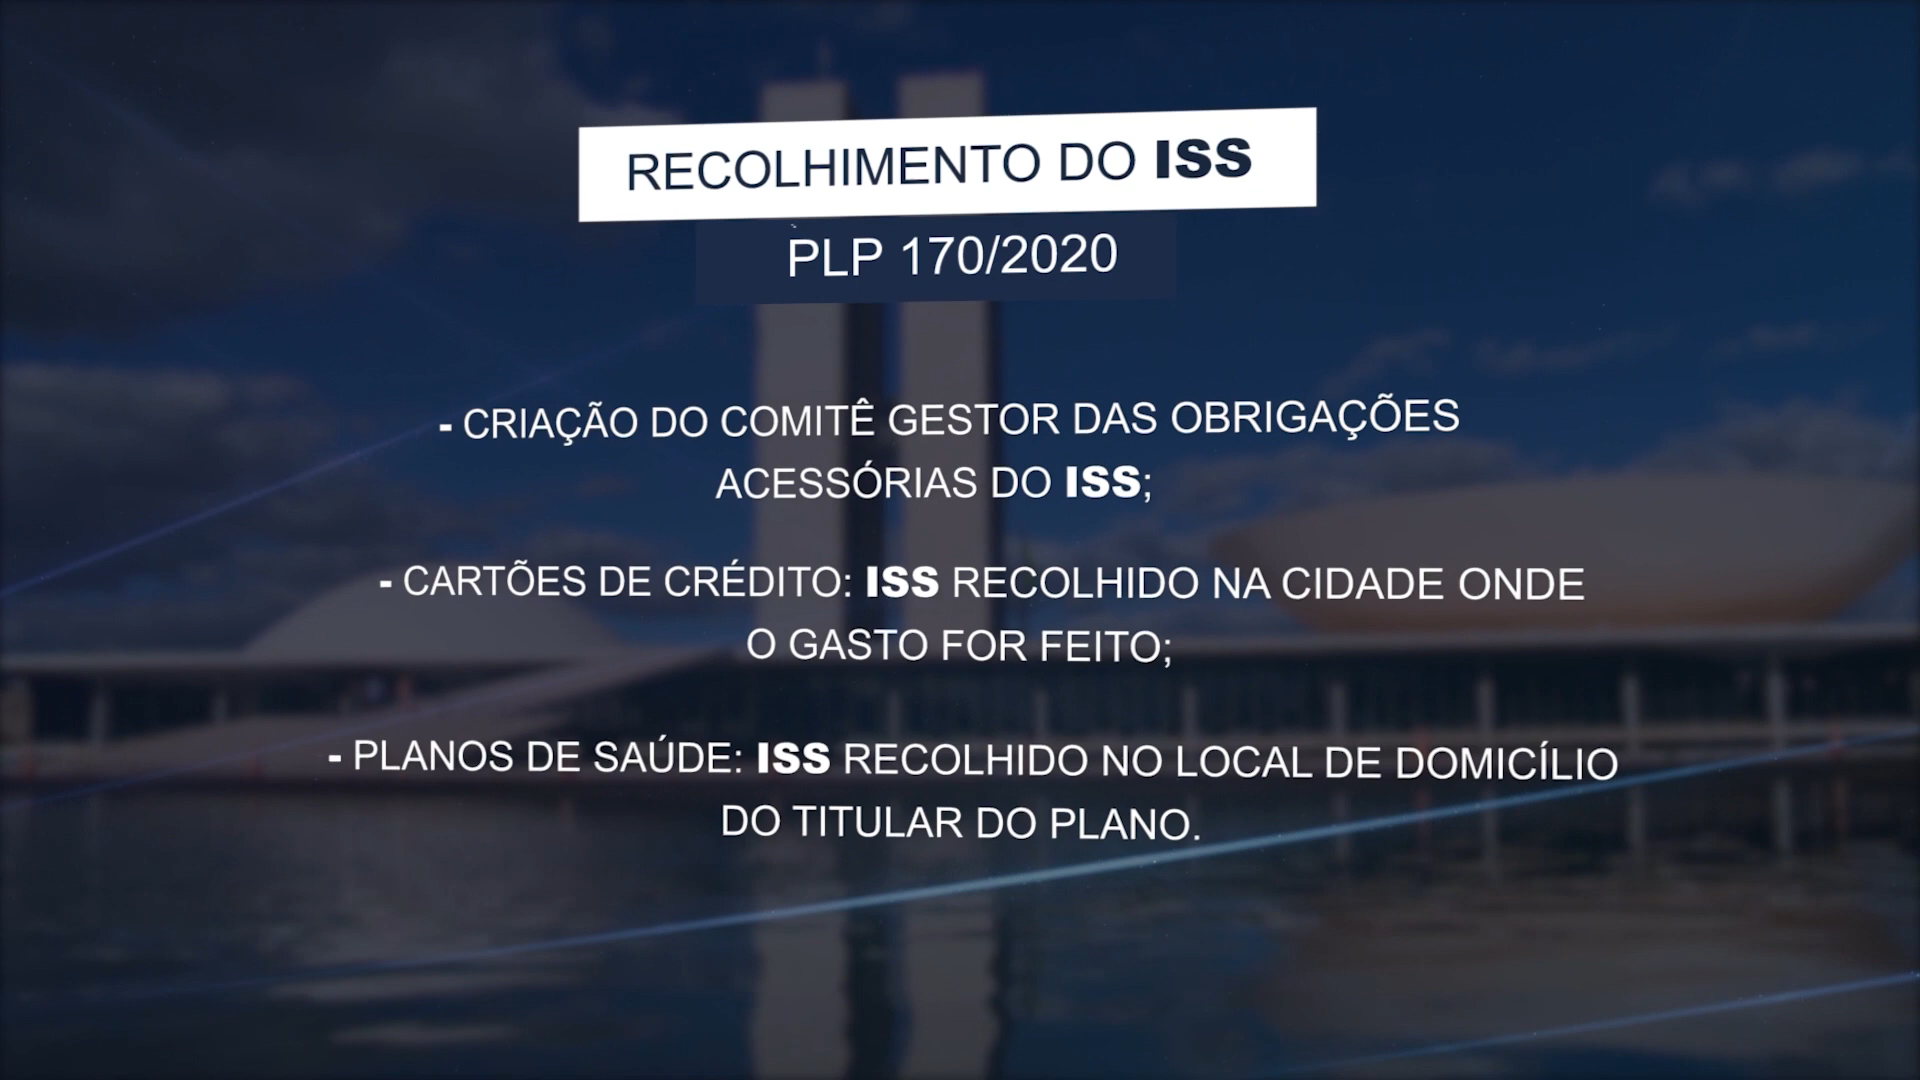 RECOLHIMENTO DO ISS
PLP 170/2020
- CRIAÇÃO DO COMITÊ GESTOR DAS OBRIGAÇÕES
ACESSÓRIAS DO ISS;
- CARTÕES DE CRÉDITO: ISS RECOLHIDO NA CIDADE ONDE
O GASTO FOR FEITO;
- PLANOS DE SAÚDE: ISS RECOLHIDO NO LOCAL DE DOMICÍLIO
DO TITULAR DO PLANO.